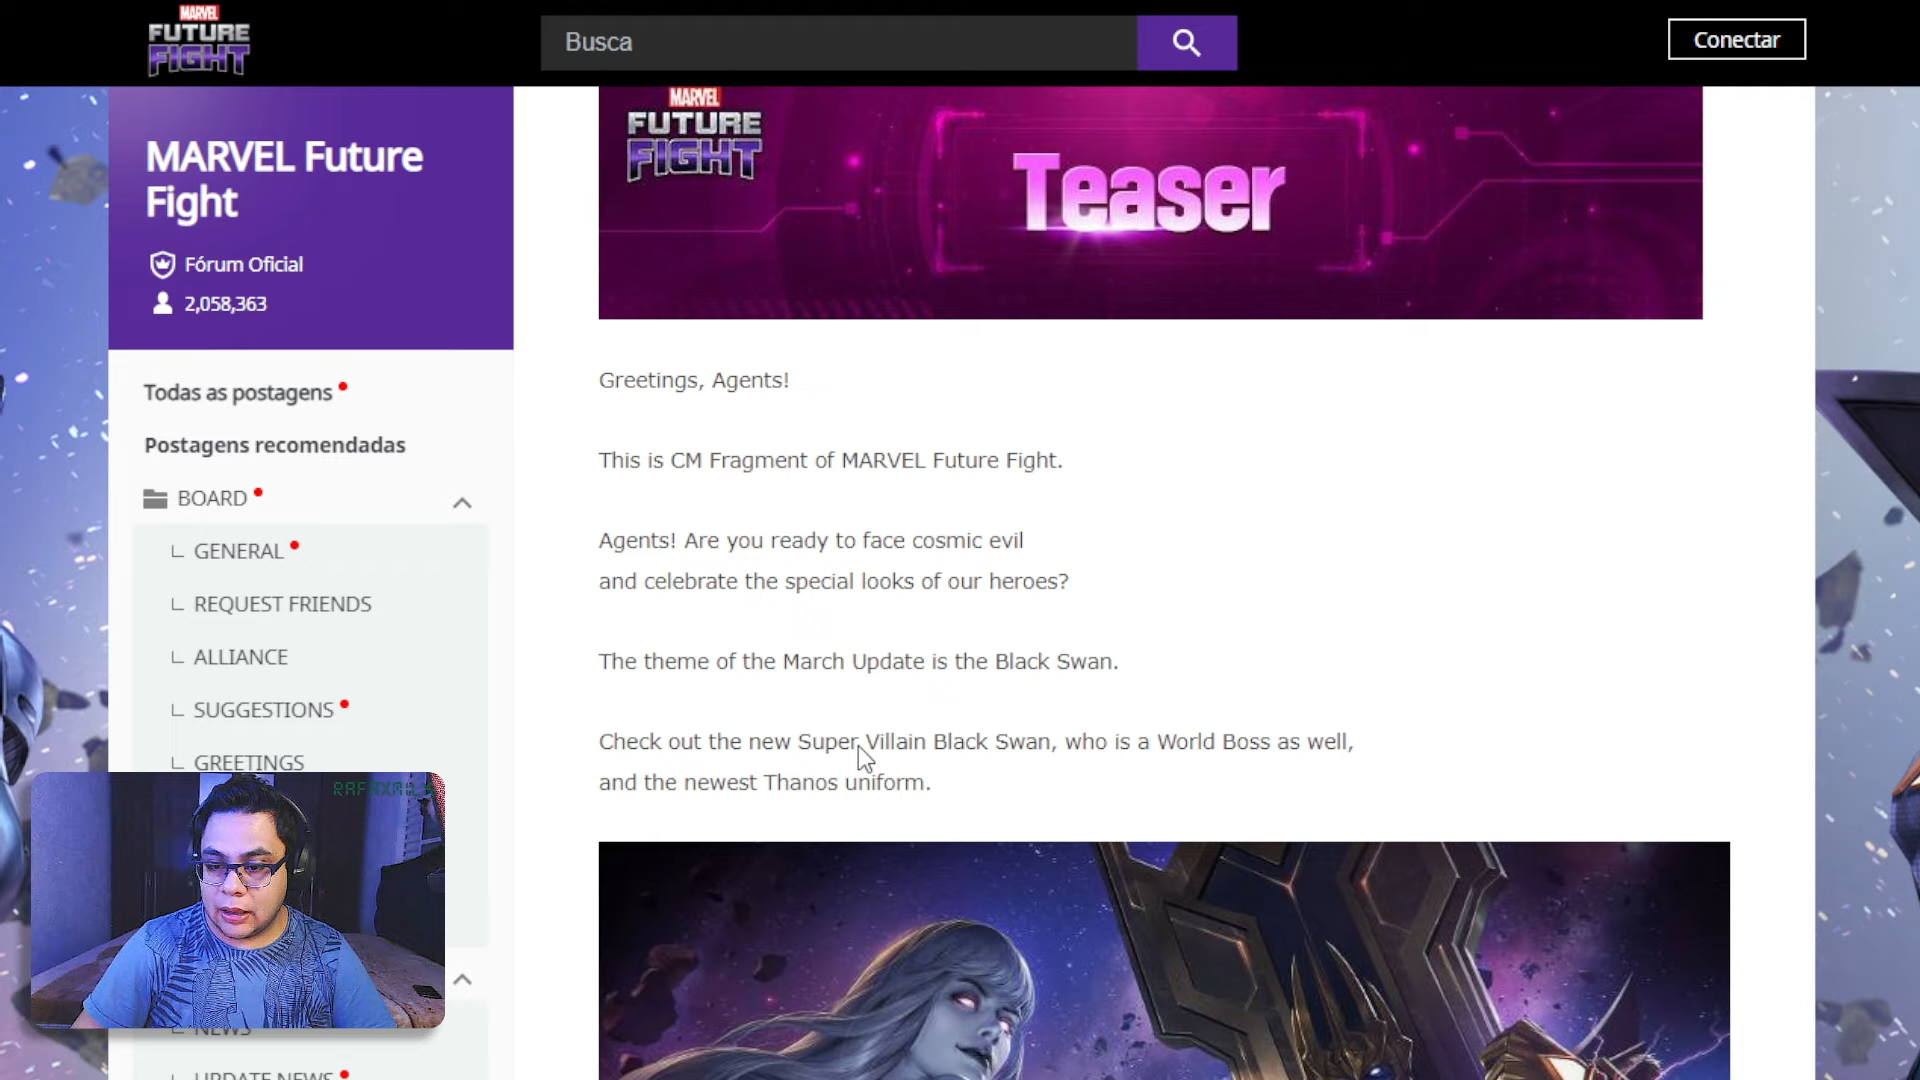 MARVEL
FUTURE
FIGHT
Busca
Conectar
MARVEL Future
Fight
Fórum Oficial
2,058,363
Todas as postagens
Postagens recomendadas
BOARD
GENERAL
REQUEST FRIENDS
ALLIANCE
SUGGESTIONS
GREETINGS
NEWS
UPDATE NEWS
MARVEL
FUTURE
FIGHT
Teaser
Greetings, Agents!
This is CM Fragment of MARVEL Future Fight.
Agents! Are you ready to face cosmic evil
and celebrate the special looks of our heroes?
The theme of the March Update is the Black Swan.
Check out the new Super Villain Black Swan, who is a World Boss as well,
and the newest Thanos uniform.